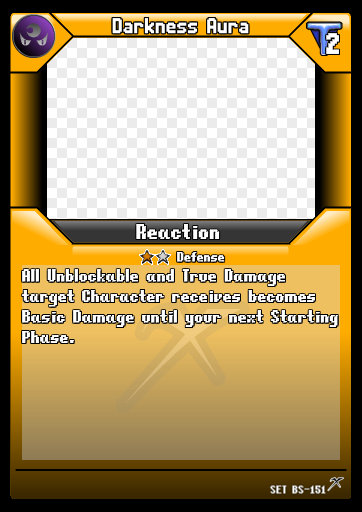 Darkness Aura
T2
Reaction
Defense
All Unblockable and True Damage
target Character receives becomes
Basic Damage until your next Starting
Phase.
SET BS-151